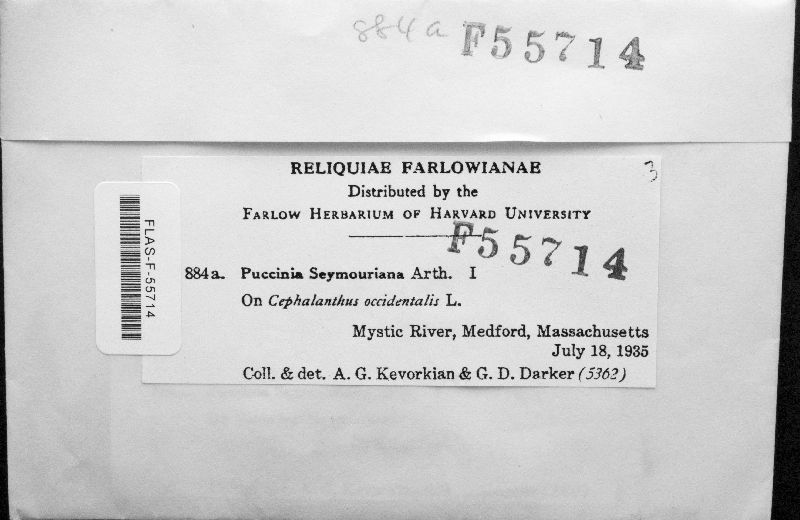 884a F55714
RELIQUIAE FARLOWIANAE
3
Distributed by the
FARLOW HERBARIUM OF HARVARD UNIVERSITY
F55714
884a. Puccinia Seymouriana Arth. I
On Cephalanthus occidentalis L.
Mystic River, Medford, Massachusetts
July 18, 1935
Coll. & det. A. G. Kevorkian & G. D. Darker (5362)
FLAS-F-55714